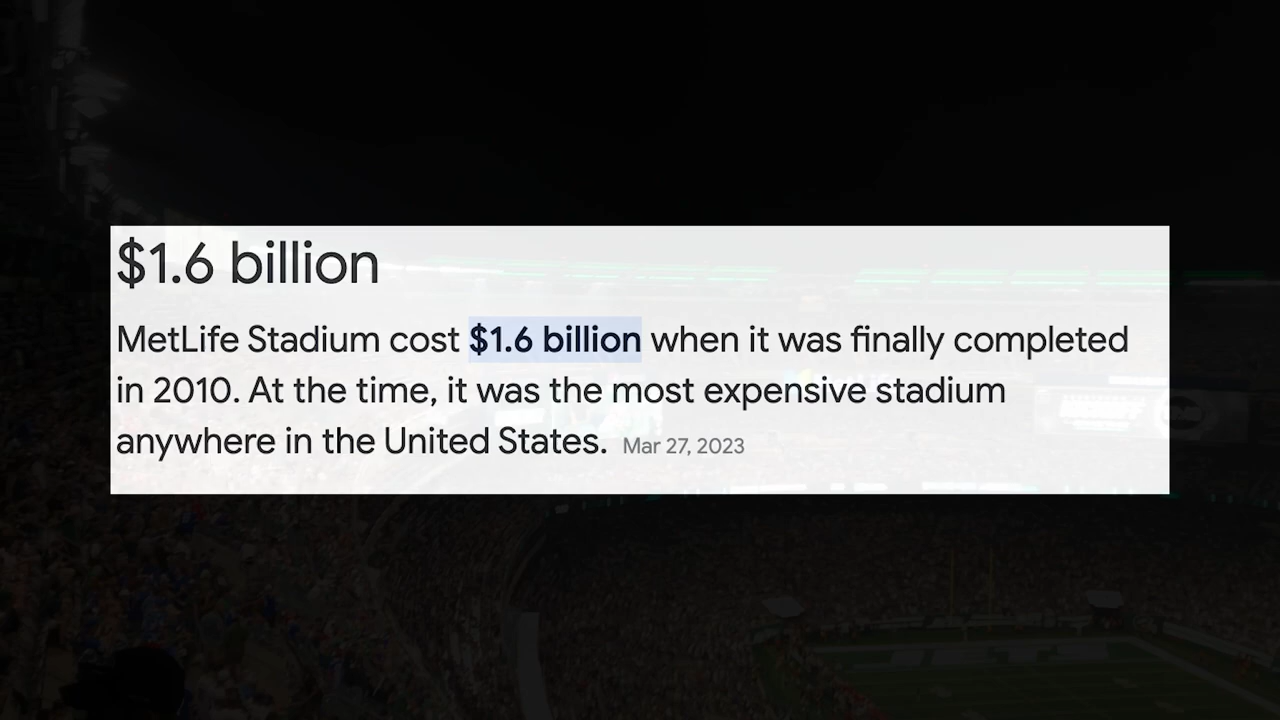 $1.6 billion
MetLife Stadium cost $1.6 billion when it was finally completed
in 2010. At the time, it was the most expensive stadium
anywhere in the United States. Mar 27, 2023